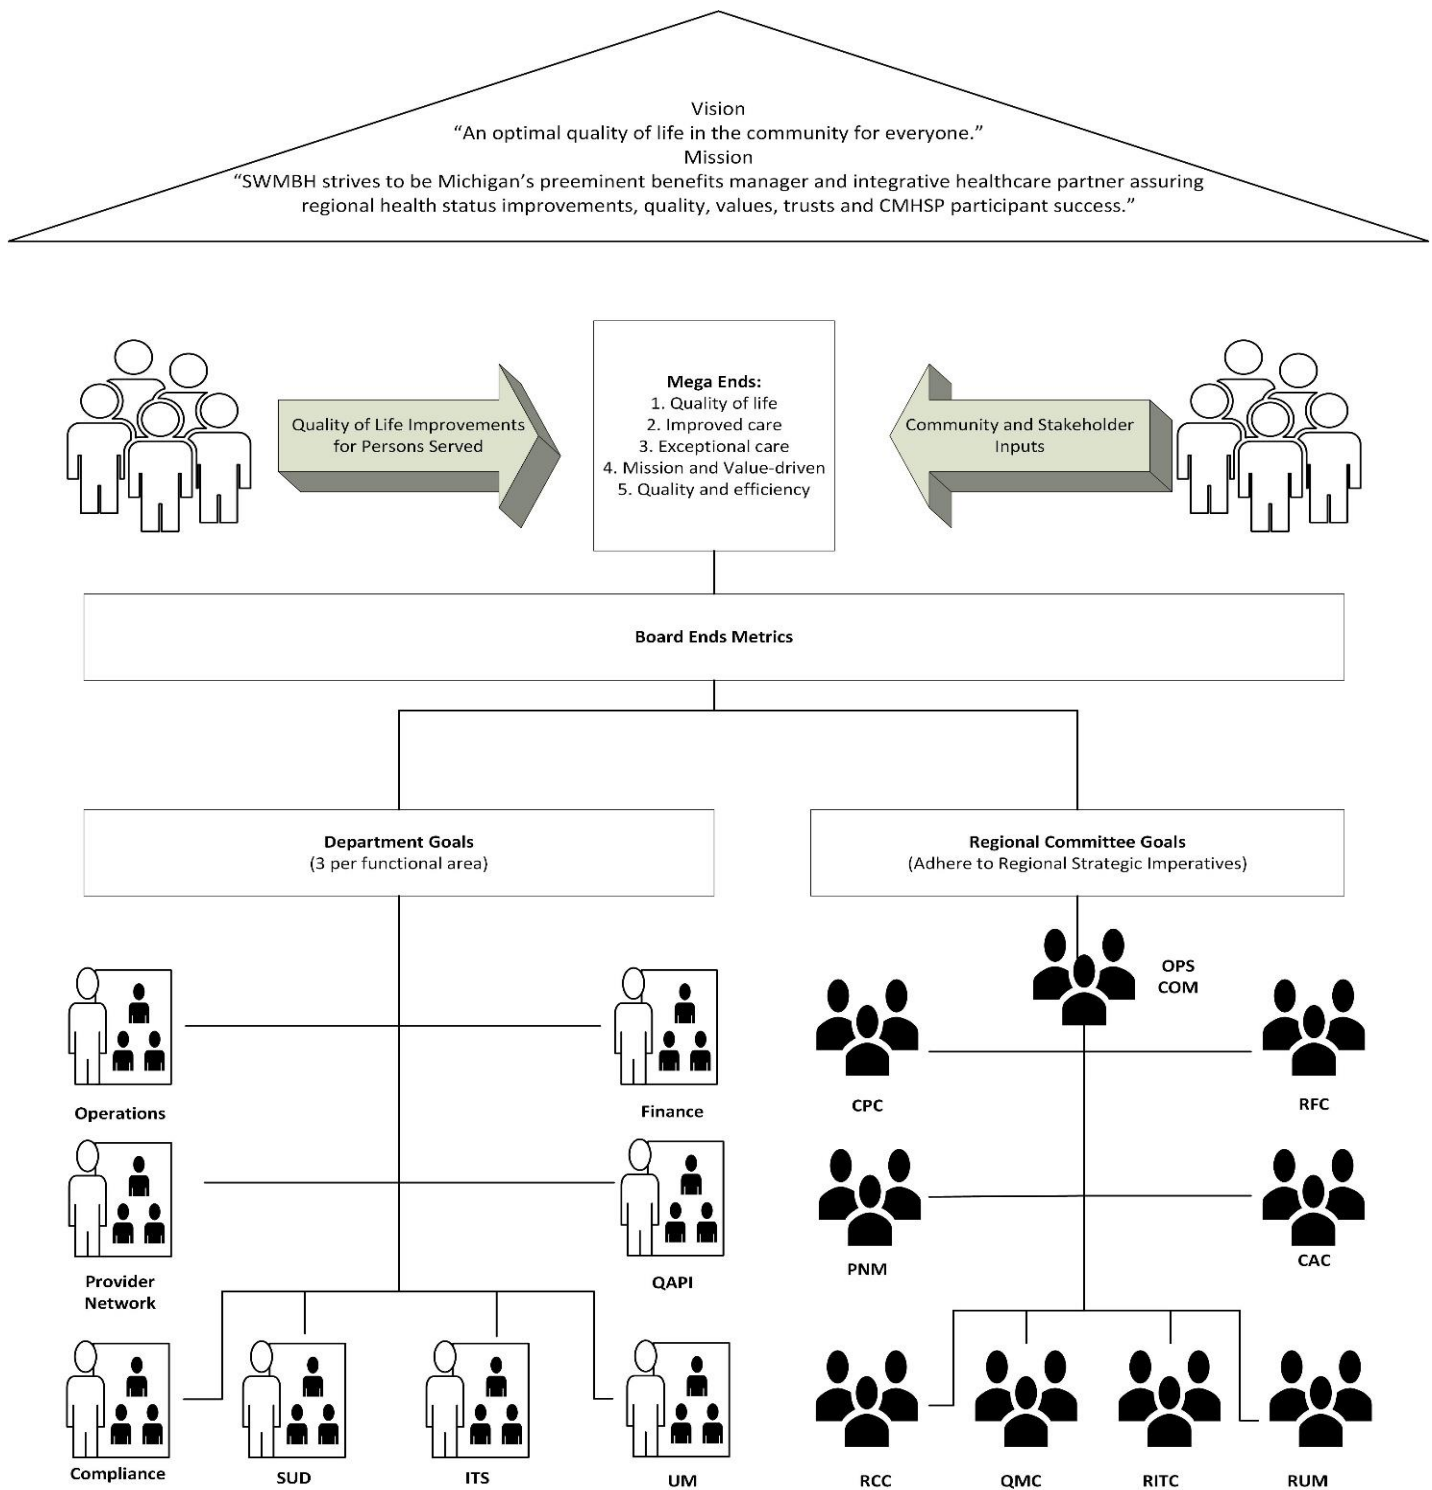 Vision
“An optimal quality of life in the community for everyone.”
Mission
“SWMBH strives to be Michigan’s preeminent benefits manager and integrative healthcare partner assuring
regional health status improvements, quality, values, trusts and CMHSP participant success.”
Quality of Life Improvements
for Persons Served
Mega Ends:
1. Quality of life
2. Improved care
3. Exceptional care
4. Mission and Value-driven
5. Quality and efficiency
Community and Stakeholder
Inputs
Board Ends Metrics
Department Goals
(3 per functional area)
Regional Committee Goals
(Adhere to Regional Strategic Imperatives)
Operations
Finance
Provider
Network
QAPI
Compliance
SUD
ITS
UM
OPS
COM
CPC
RFC
PNM
CAC
RCC
QMC
RITC
RUM